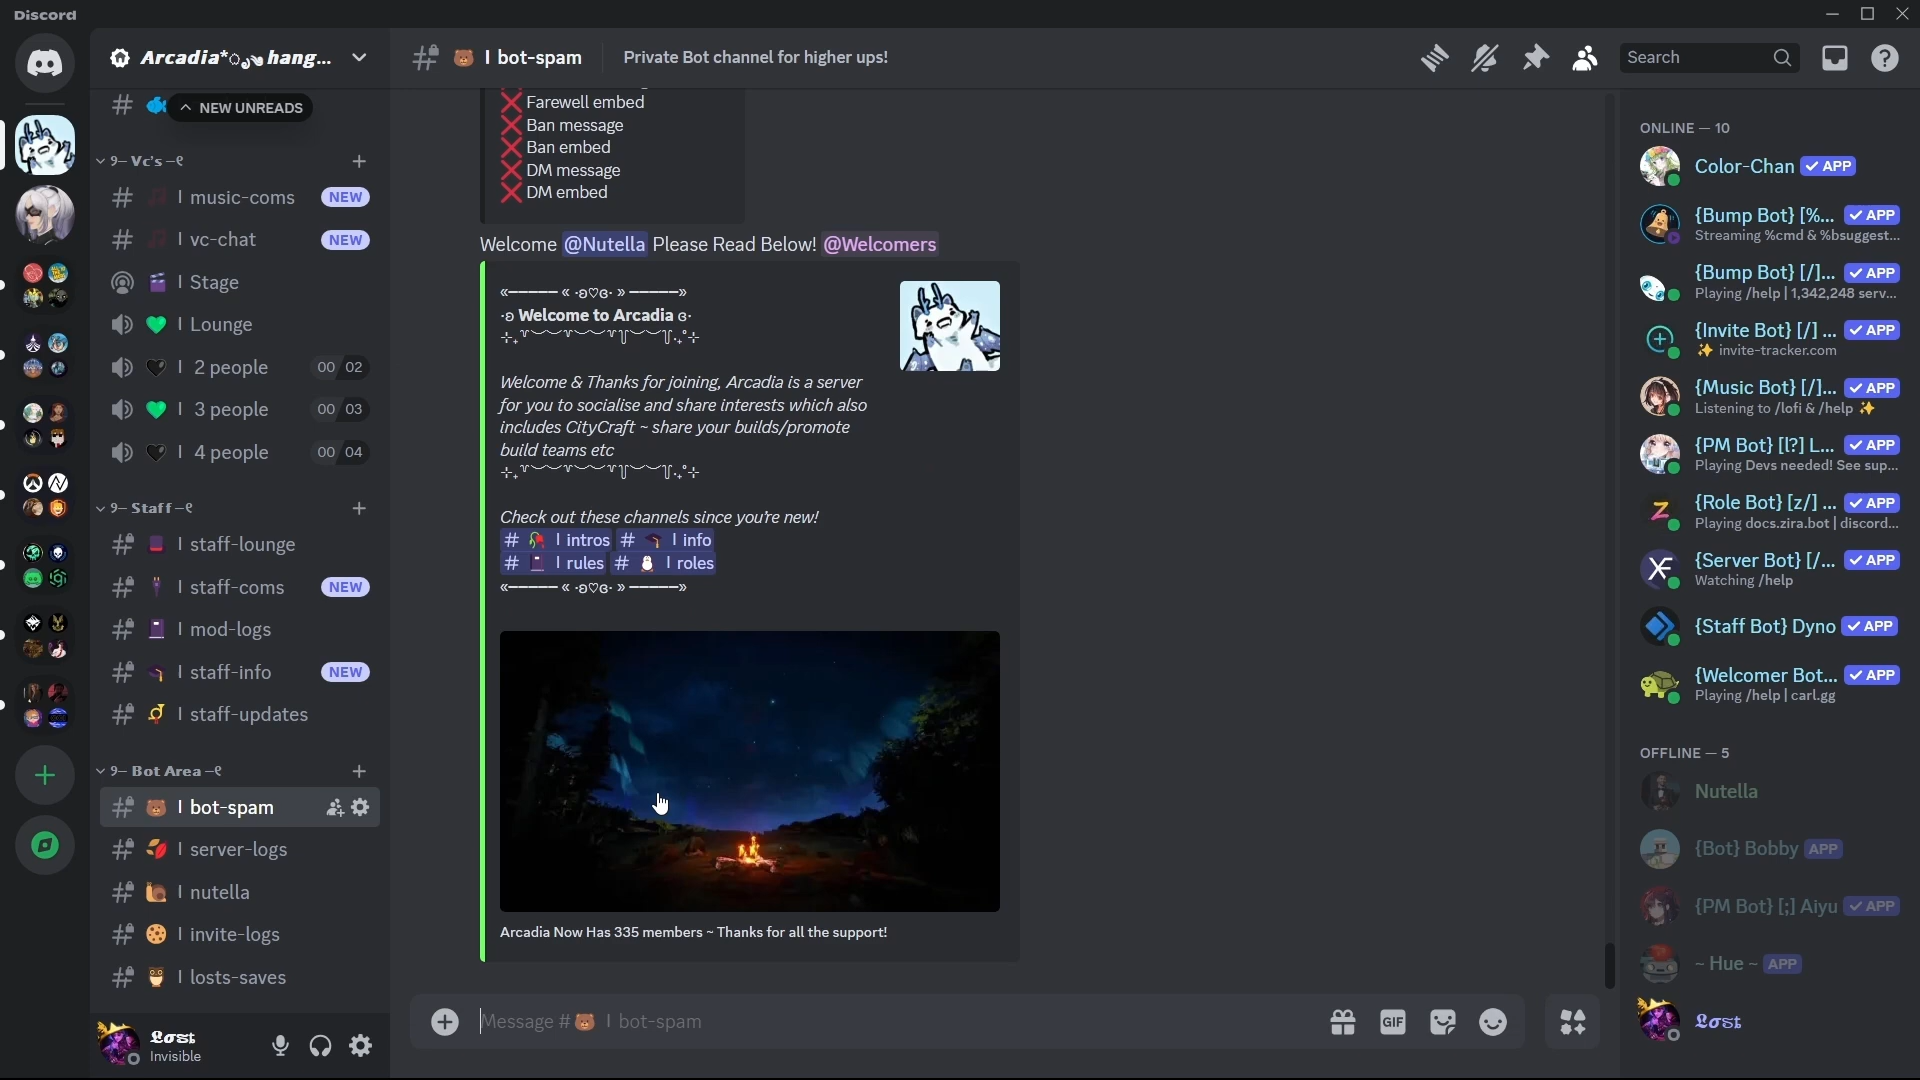 Discord
Arcadia*ೃ༄ hang...
NEW UNREADS
୨– Vc's –୧
| music-coms NEW
| vc-chat NEW
| Stage
| Lounge
| 2 people 00 02
| 3 people 00 03
| 4 people 00 04
୨– Staff –୧
| staff-lounge
| staff-coms NEW
| mod-logs
| staff-info NEW
| staff-updates
୨– Bot Area –୧
| bot-spam
| server-logs
| nutella
| invite-logs
| losts-saves
𝕷𝖔𝖘𝖙
Invisible
| bot-spam Private Bot channel for higher ups!
Search
❌ Farewell embed
❌ Ban message
❌ Ban embed
❌ DM message
❌ DM embed
Welcome @Nutella Please Read Below! @Welcomers
«───── « ·ʚ♡ɞ· » ─────»
·ʚ Welcome to Arcadia ɞ·
Welcome & Thanks for joining, Arcadia is a server
for you to socialise and share interests which also
includes CityCraft ~ share your builds/promote
build teams etc
Check out these channels since you're new!
# | intros # | info
# | rules # | roles
«───── « ·ʚ♡ɞ· » ─────»
Arcadia Now Has 335 members ~ Thanks for all the support!
Message # | bot-spam
GIF
ONLINE — 10
Color-Chan ✓ APP
{Bump Bot} [%... ✓ APP
Streaming %cmd & %bsuggest...
{Bump Bot} [/]... ✓ APP
Playing /help | 1,342,248 serv...
{Invite Bot} [/] ... ✓ APP
✨ invite-tracker.com
{Music Bot} [/]... ✓ APP
Listening to /lofi & /help ✨
{PM Bot} [l?] L... ✓ APP
Playing Devs needed! See sup...
{Role Bot} [z/] ... ✓ APP
Playing docs.zira.bot | discord...
{Server Bot} [/... ✓ APP
Watching /help
{Staff Bot} Dyno ✓ APP
{Welcomer Bot... ✓ APP
Playing /help | carl.gg
OFFLINE — 5
Nutella
{Bot} Bobby APP
{PM Bot} [;] Aiyu ✓ APP
~ Hue ~ APP
𝕷𝖔𝖘𝖙